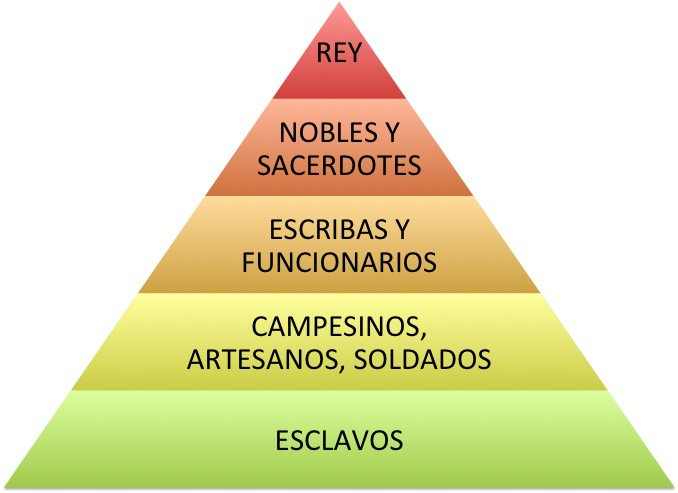 REY
NOBLES Y
SACERDOTES
ESCRIBAS Y
FUNCIONARIOS
CAMPESINOS,
ARTESANOS, SOLDADOS
ESCLAVOS